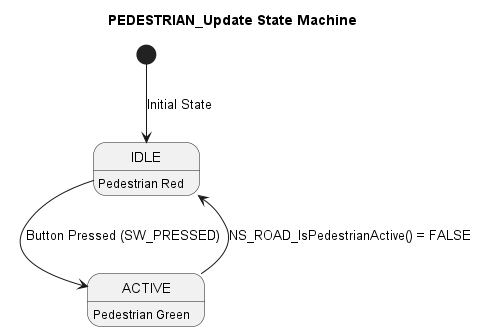 PEDESTRIAN_Update State Machine
Initial State
IDLE
Pedestrian Red
Button Pressed (SW_PRESSED)
NS_ROAD_IsPedestrianActive() = FALSE
ACTIVE
Pedestrian Green